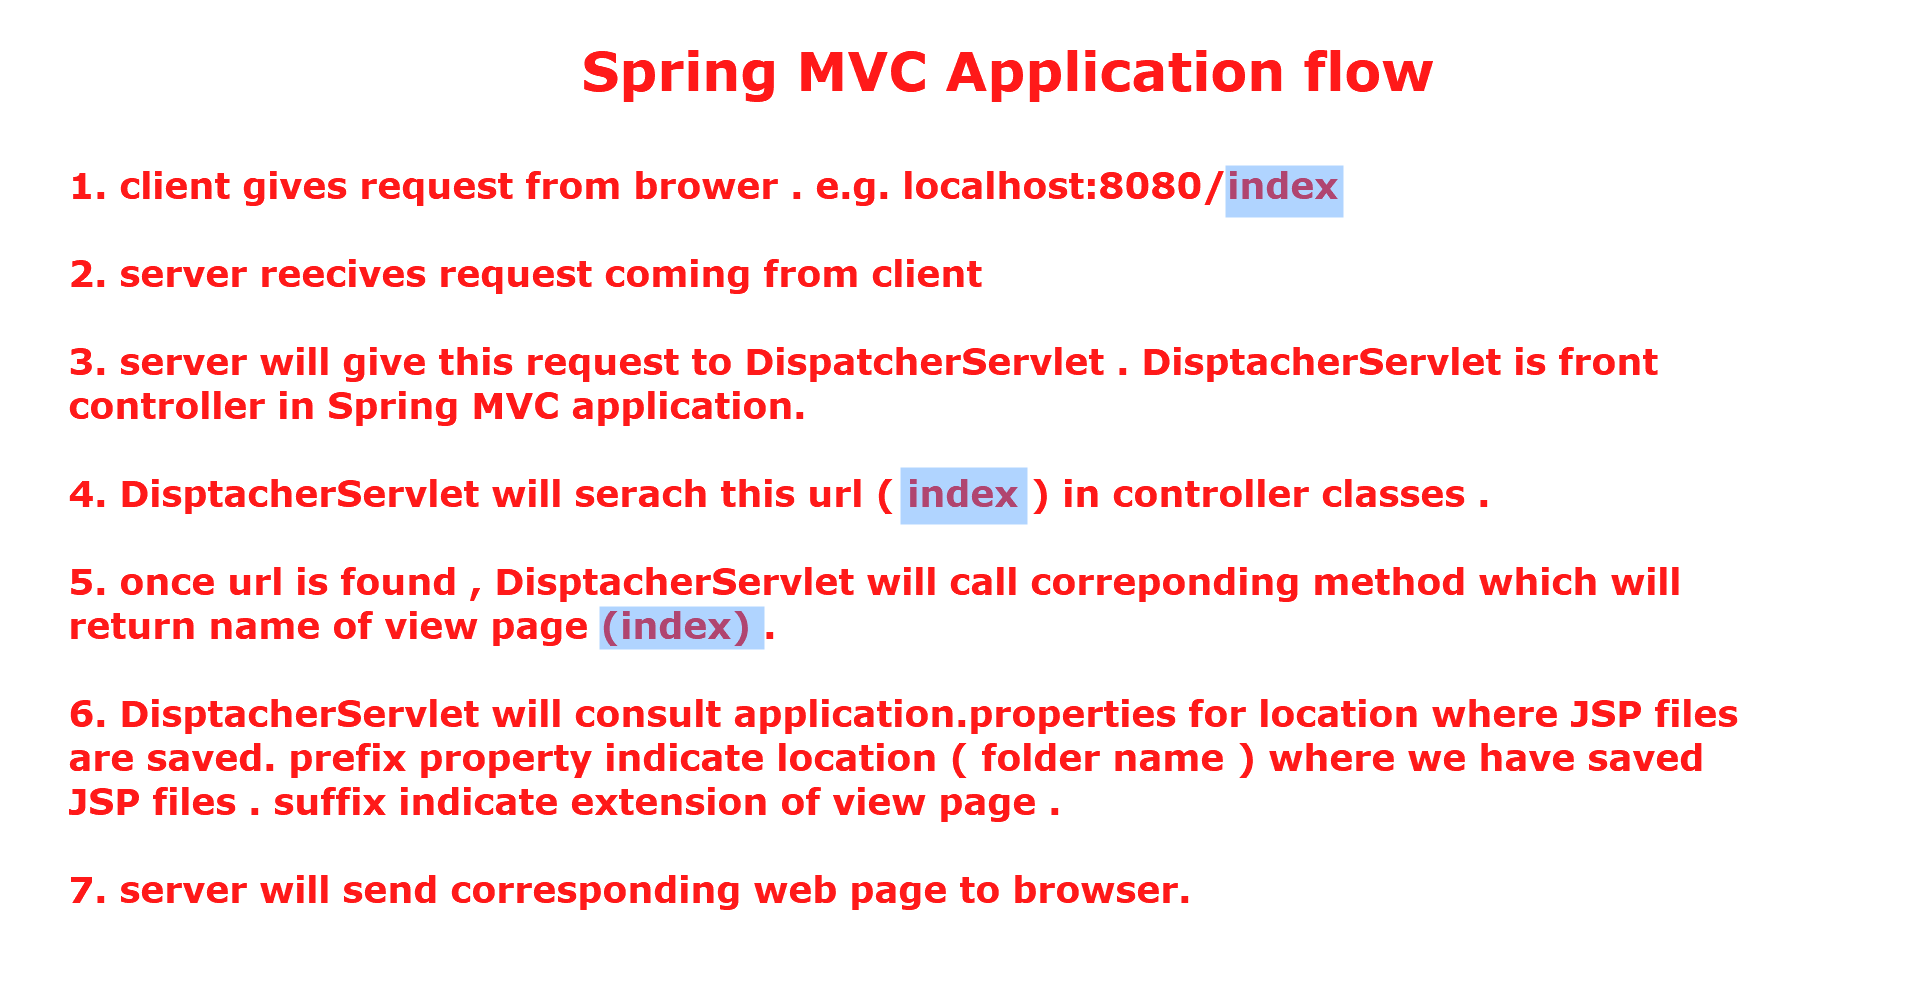 Spring MVC Application flow
1. client gives request from brower . e.g. localhost:8080/index
2. server reecives request coming from client
3. server will give this request to DispatcherServlet . DisptacherServlet is front
controller in Spring MVC application.
4. DisptacherServlet will serach this url ( index ) in controller classes .
5. once url is found , DisptacherServlet will call correponding method which will
return name of view page (index) .
6. DisptacherServlet will consult application.properties for location where JSP files
are saved. prefix property indicate location ( folder name ) where we have saved
JSP files . suffix indicate extension of view page .
7. server will send corresponding web page to browser.